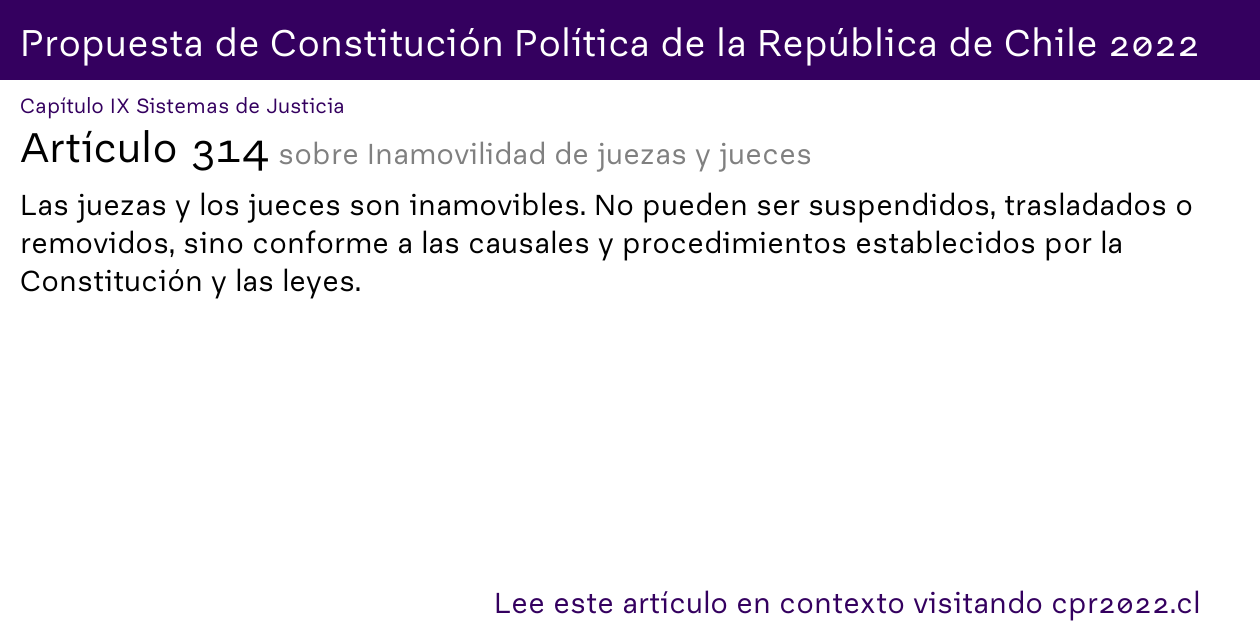 Propuesta de Constitución Política de la República de Chile 2022
Capítulo IX Sistemas de Justicia
Artículo 314 sobre Inamovilidad de juezas y jueces
Las juezas y los jueces son inamovibles. No pueden ser suspendidos, trasladados o
removidos, sino conforme a las causales y procedimientos establecidos por la
Constitución y las leyes.
Lee este artículo en contexto visitando cpr2022.cl